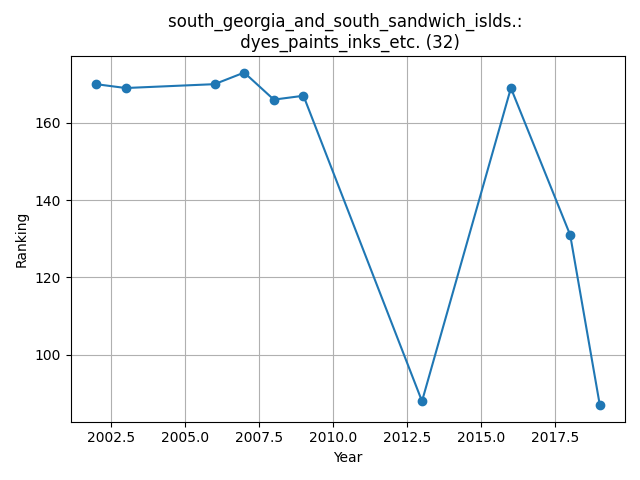 south_georgia_and_south_sandwich_islds.:
dyes_paints_inks_etc. (32)
Ranking
160
140
120
100
2002.5 2005.0 2007.5 2010.0 2012.5 2015.0 2017.5
Year